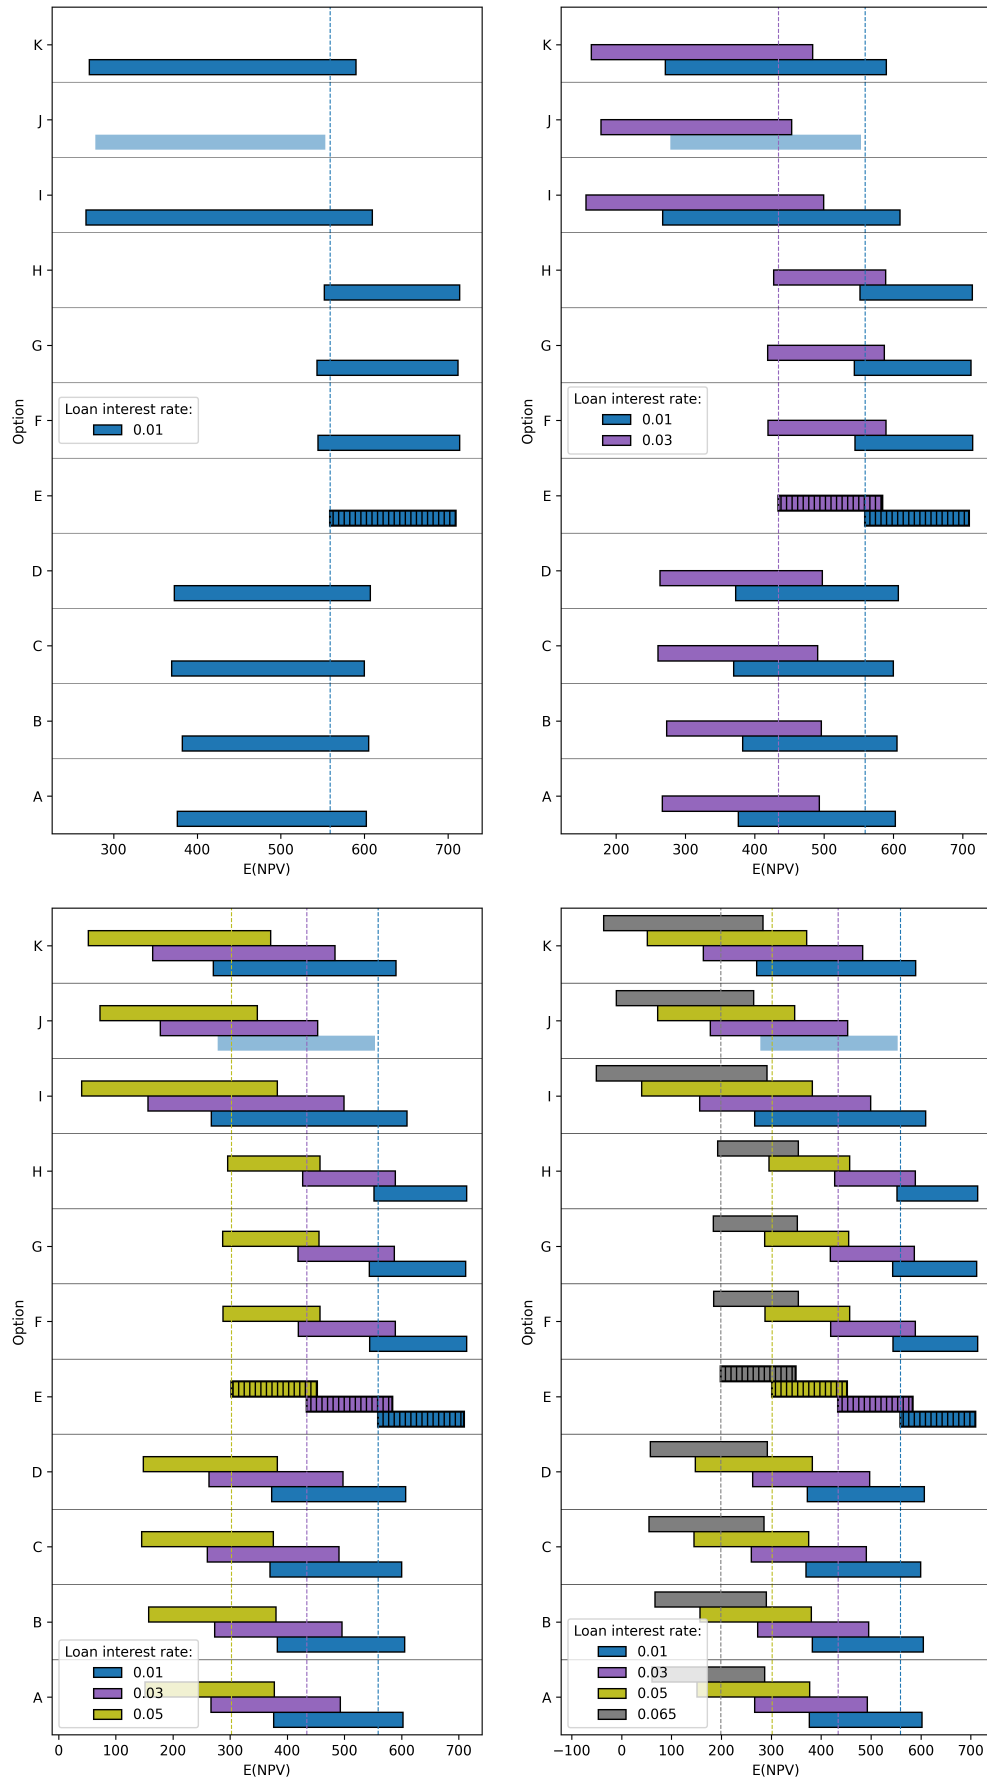 K
J
I
H
G
F
E
D
C
B
A
Option
Loan interest rate:
0.01
300 400 500 600 700
E(NPV)
K
J
I
H
G
F
E
D
C
B
A
Option
Loan interest rate:
0.01
0.03
200 300 400 500 600 700
E(NPV)
K
J
I
H
G
F
E
D
C
B
A
Option
Loan interest rate:
0.01
0.03
0.05
0 100 200 300 400 500 600 700
E(NPV)
K
J
I
H
G
F
E
D
C
B
A
Option
Loan interest rate:
0.01
0.03
0.05
0.065
−100 0 100 200 300 400 500 600 700
E(NPV)